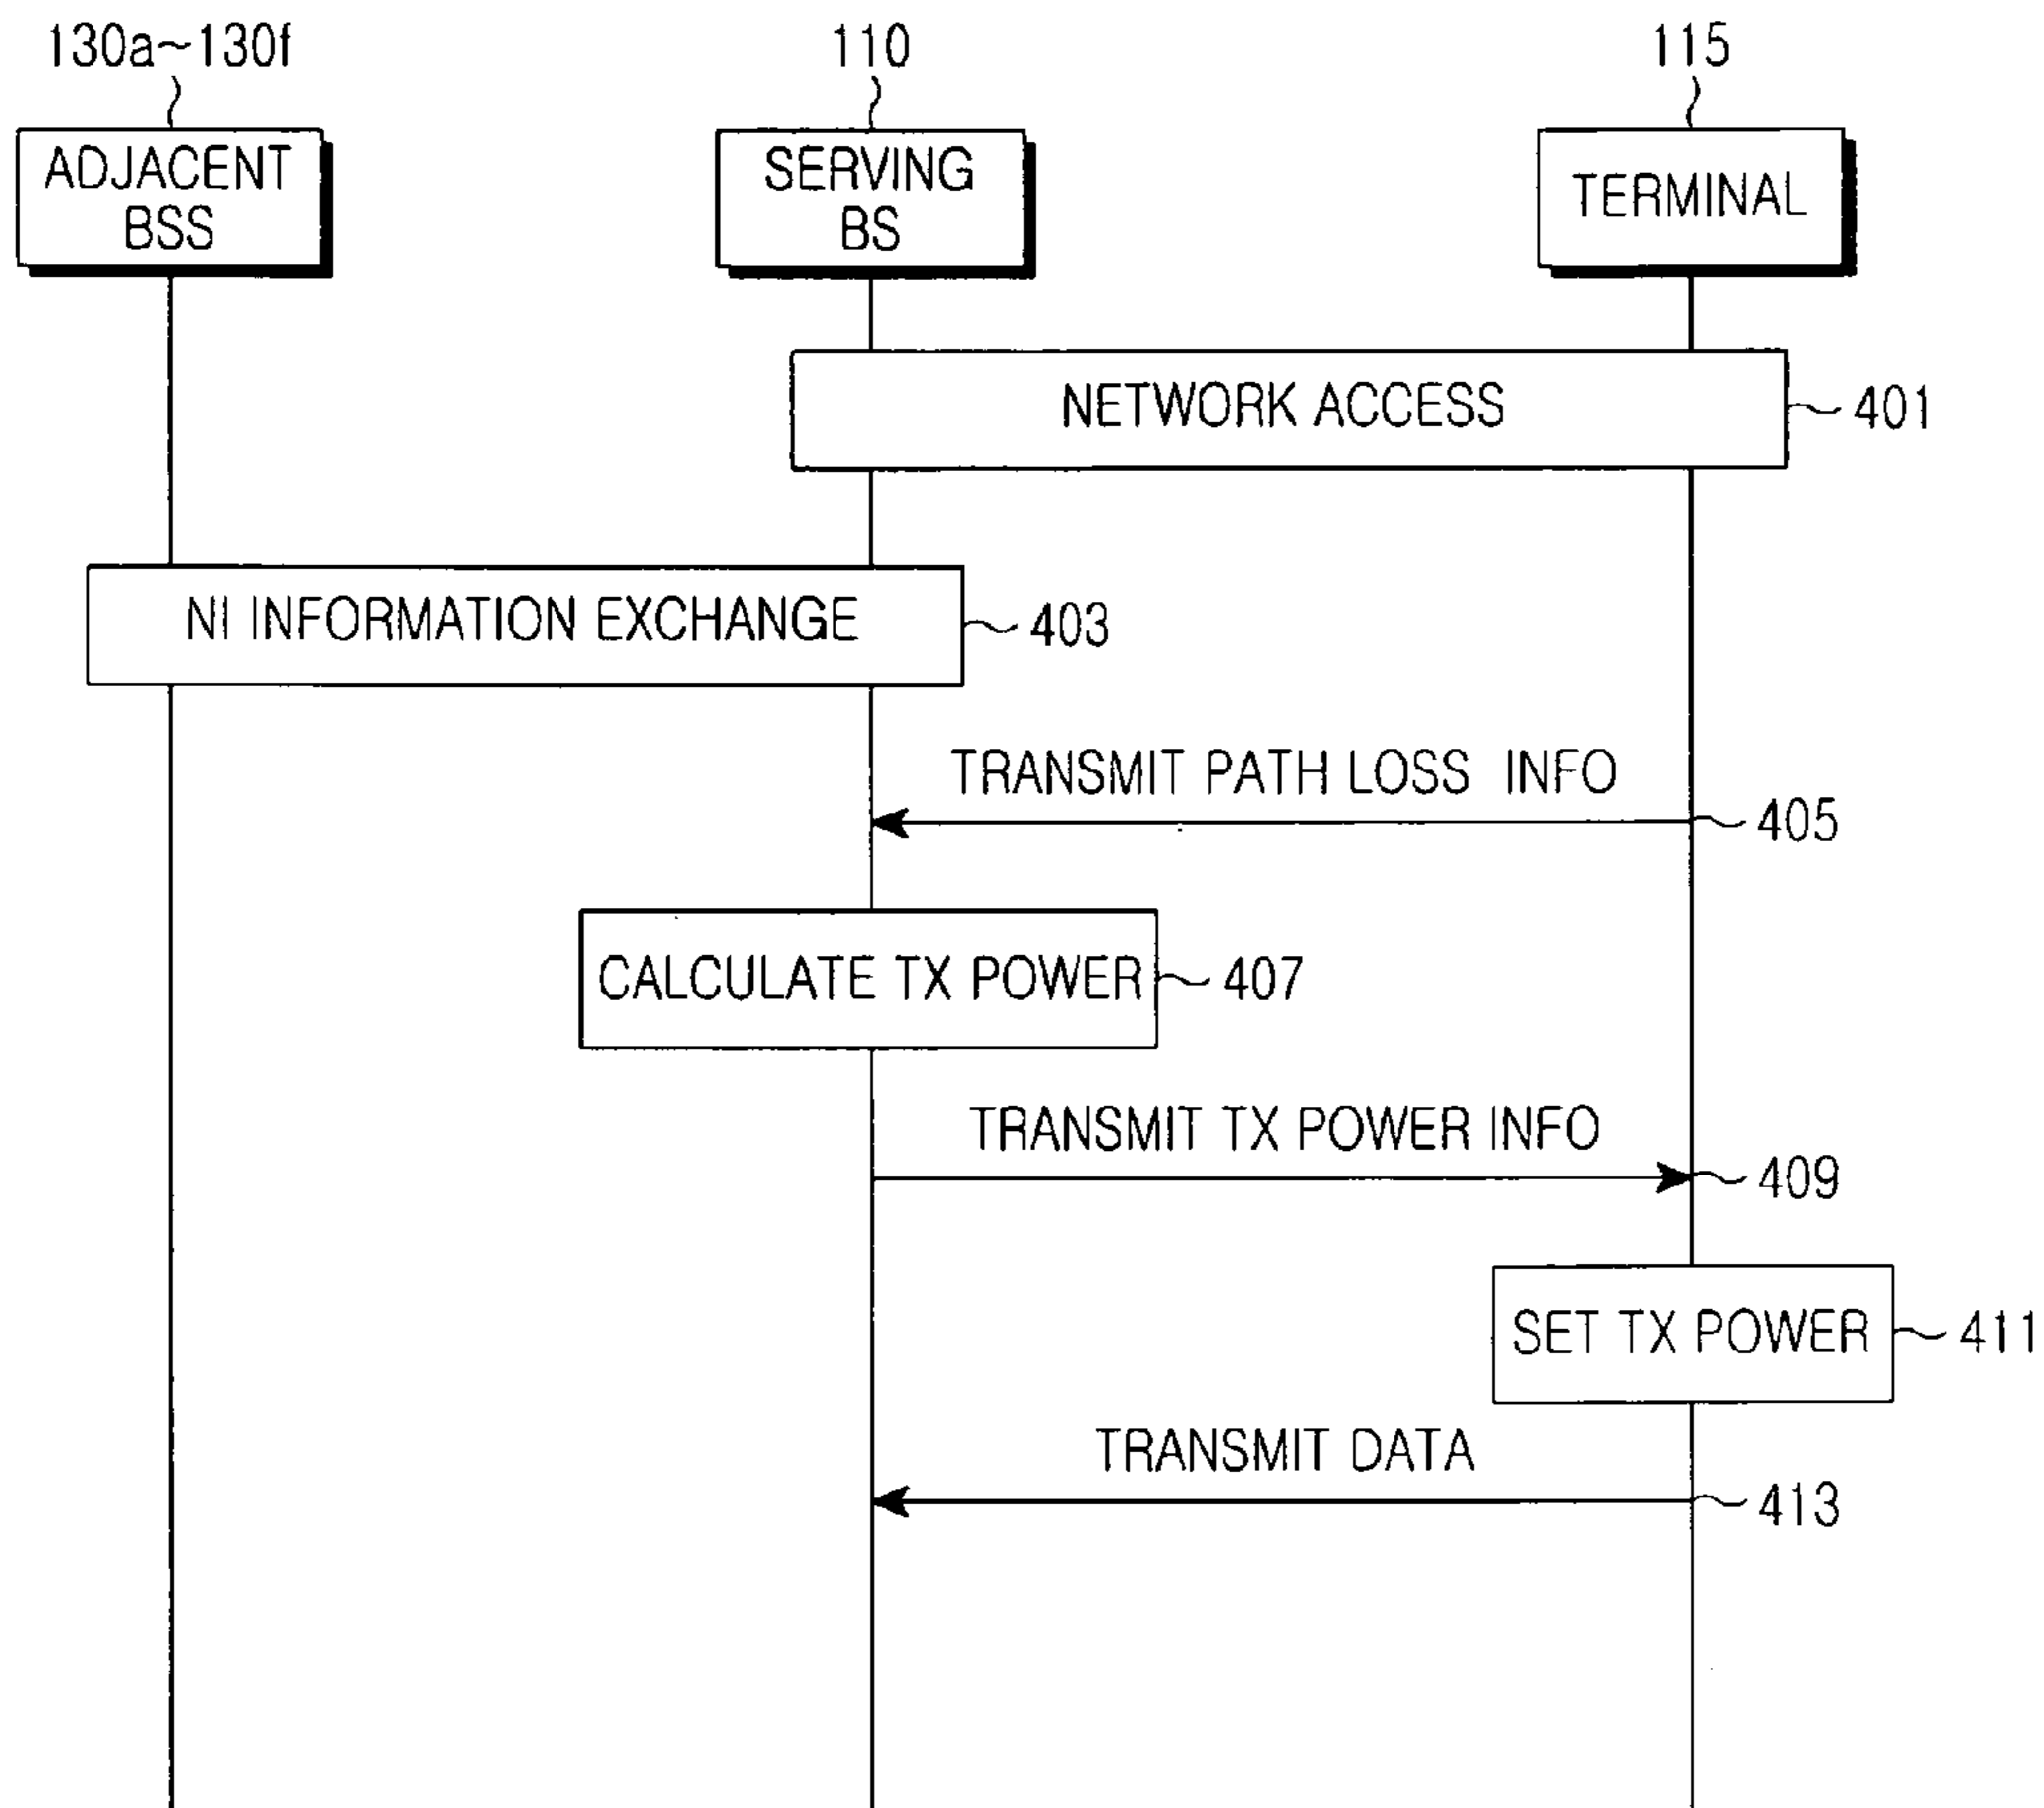 130a~130f
110
115
ADJACENT
BSS
SERVING
BS
TERMINAL
NETWORK ACCESS
401
NI INFORMATION EXCHANGE
403
TRANSMIT PATH LOSS INFO
405
CALCULATE TX POWER
407
TRANSMIT TX POWER INFO
409
SET TX POWER
411
TRANSMIT DATA
413